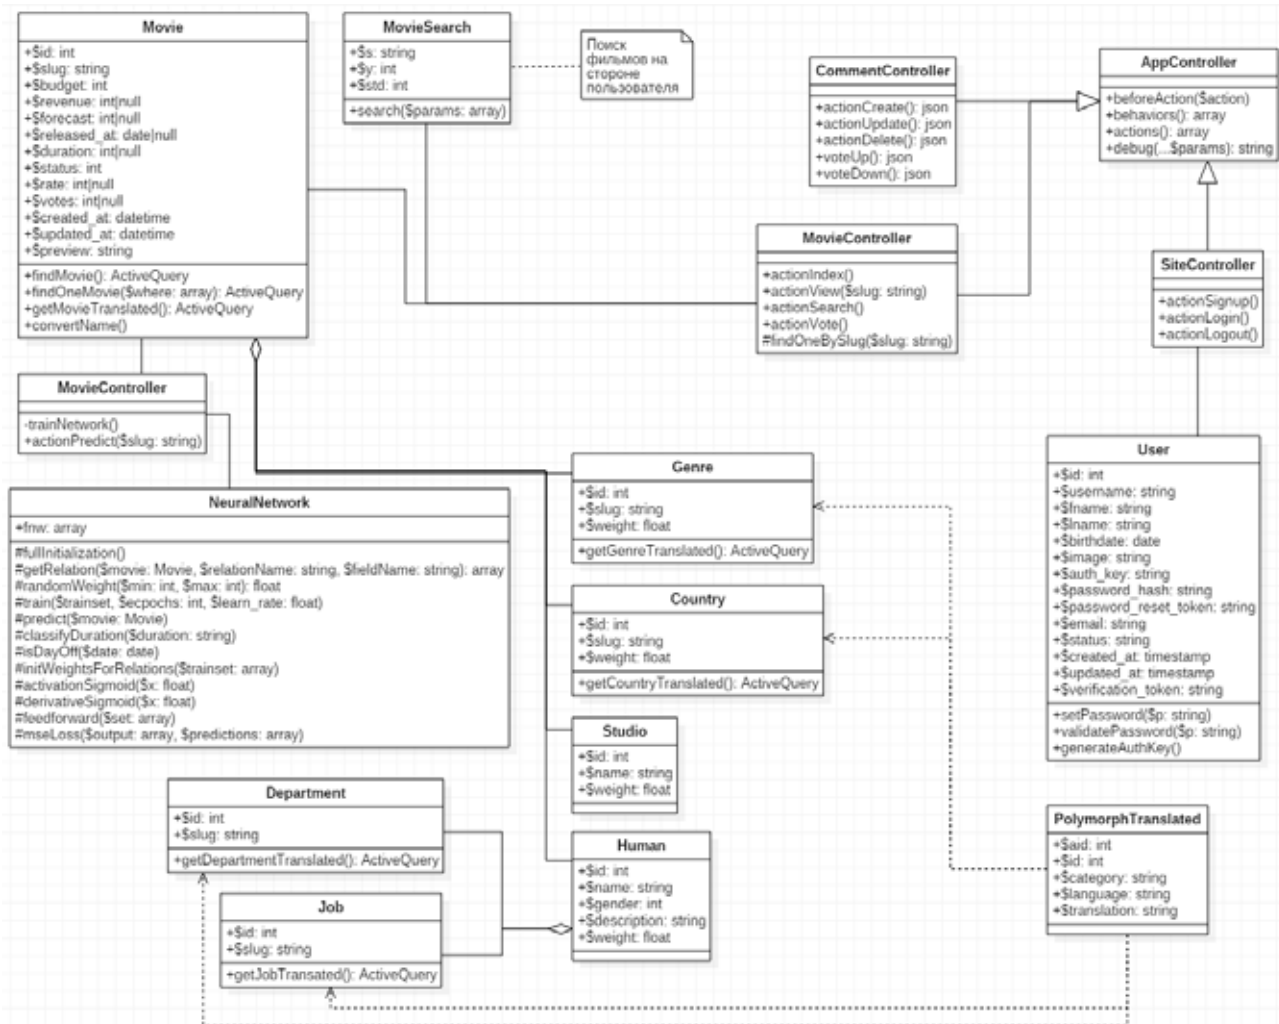 Movie
+$id: int
+$slug: string
+$budget: int
+$revenue: int|null
+$forecast: int|null
+$released_at: date|null
+$duration: int|null
+$status: int
+$rate: int|null
+$votes: int|null
+$created_at: datetime
+$updated_at: datetime
+$preview: string
+findMovie(): ActiveQuery
+findOneMovie($where: array): ActiveQuery
+getMovieTranslated(): ActiveQuery
+convertName()
MovieSearch
+$s: string
+$y: int
+$std: int
+search($params: array)
Поиск
фильмов на
стороне
пользователя
CommentController
+actionCreate(): json
+actionUpdate(): json
+actionDelete(): json
+voteUp(): json
+voteDown(): json
AppController
+beforeAction($action)
+behaviors(): array
+actions(): array
+debug(...$params): string
MovieController
+actionIndex()
+actionView($slug: string)
+actionSearch()
+actionVote()
#findOneBySlug($slug: string)
SiteController
+actionSignup()
+actionLogin()
+actionLogout()
MovieController
-trainNetwork()
+actionPredict($slug: string)
NeuralNetwork
+fnw: array
#fullInitialization()
#getRelation($movie: Movie, $relationName: string, $fieldName: string): array
#randomWeight($min: int, $max: int): float
#train($trainset, $ecpochs: int, $learn_rate: float)
#predict($movie: Movie)
#classifyDuration($duration: string)
#isDayOff($date: date)
#initWeightsForRelations($trainset: array)
#activationSigmoid($x: float)
#derivativeSigmoid($x: float)
#feedforward($set: array)
#mseLoss($output: array, $predictions: array)
Genre
+$id: int
+$slug: string
+$weight: float
+getGenreTranslated(): ActiveQuery
Country
+$id: int
+$slug: string
+$weight: float
+getCountryTranslated(): ActiveQuery
Studio
+$id: int
+$name: string
+$weight: float
User
+$id: int
+$username: string
+$fname: string
+$lname: string
+$birthdate: date
+$image: string
+$auth_key: string
+$password_hash: string
+$password_reset_token: string
+$email: string
+$status: string
+$created_at: timestamp
+$updated_at: timestamp
+$verification_token: string
+setPassword($p: string)
+validatePassword($p: string)
+generateAuthKey()
Department
+$id: int
+$slug: string
+getDepartmentTranslated(): ActiveQuery
Job
+$id: int
+$slug: string
+getJobTransated(): ActiveQuery
Human
+$id: int
+$name: string
+$gender: int
+$description: string
+$weight: float
PolymorphTranslated
+$aid: int
+$id: int
+$category: string
+$language: string
+$translation: string